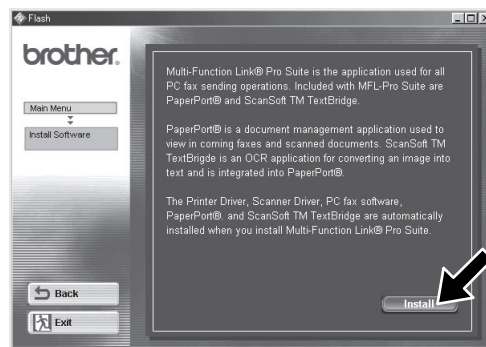 Flash
brother.
Main Menu
Install Software
Multi-Function Link® Pro Suite is the application used for all
PC fax sending operations. Included with MFL-Pro Suite are
PaperPort® and ScanSoft TM TextBridge.
PaperPort® is a document management application used to
view in coming faxes and scanned documents. ScanSoft TM
TextBrigde is an OCR application for converting an image into
text and is integrated into PaperPort®.
The Printer Driver, Scanner Driver, PC fax software,
PaperPort®. and ScanSoft TM TextBridge are automatically
installed when you install Multi-Function Link® Pro Suite.
Back
Install
Exit